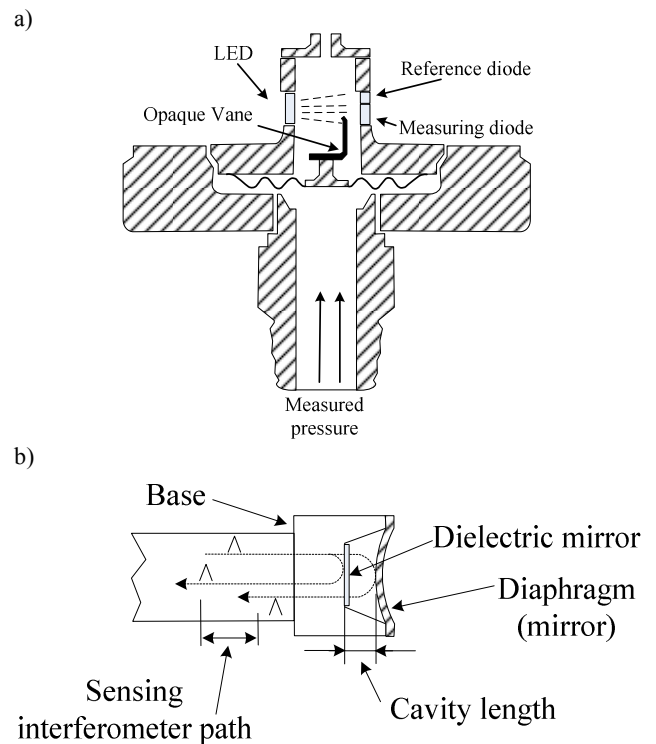 a)
LED
Reference diode
Opaque Vane
Measuring diode
Measured
pressure
b)
Base
Dielectric mirror
Diaphragm
(mirror)
Sensing
interferometer path
Cavity length